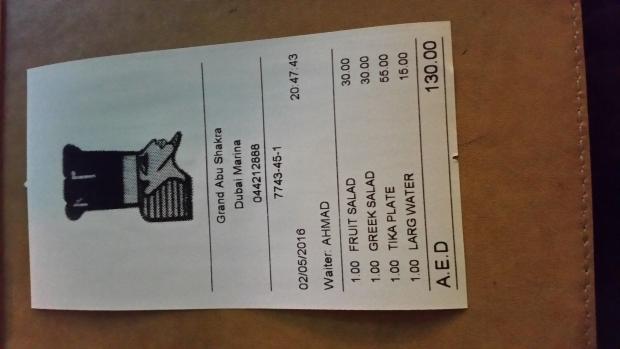 Grand Abu Shakra
Dubai Marina
044212888
7743-45-1
02/05/2016 20:47:43
Waiter: AHMAD
1.00 FRUIT SALAD 30.00
1.00 GREEK SALAD 30.00
1.00 TIKA PLATE 55.00
1.00 LARG WATER 15.00
A.E.D 130.00